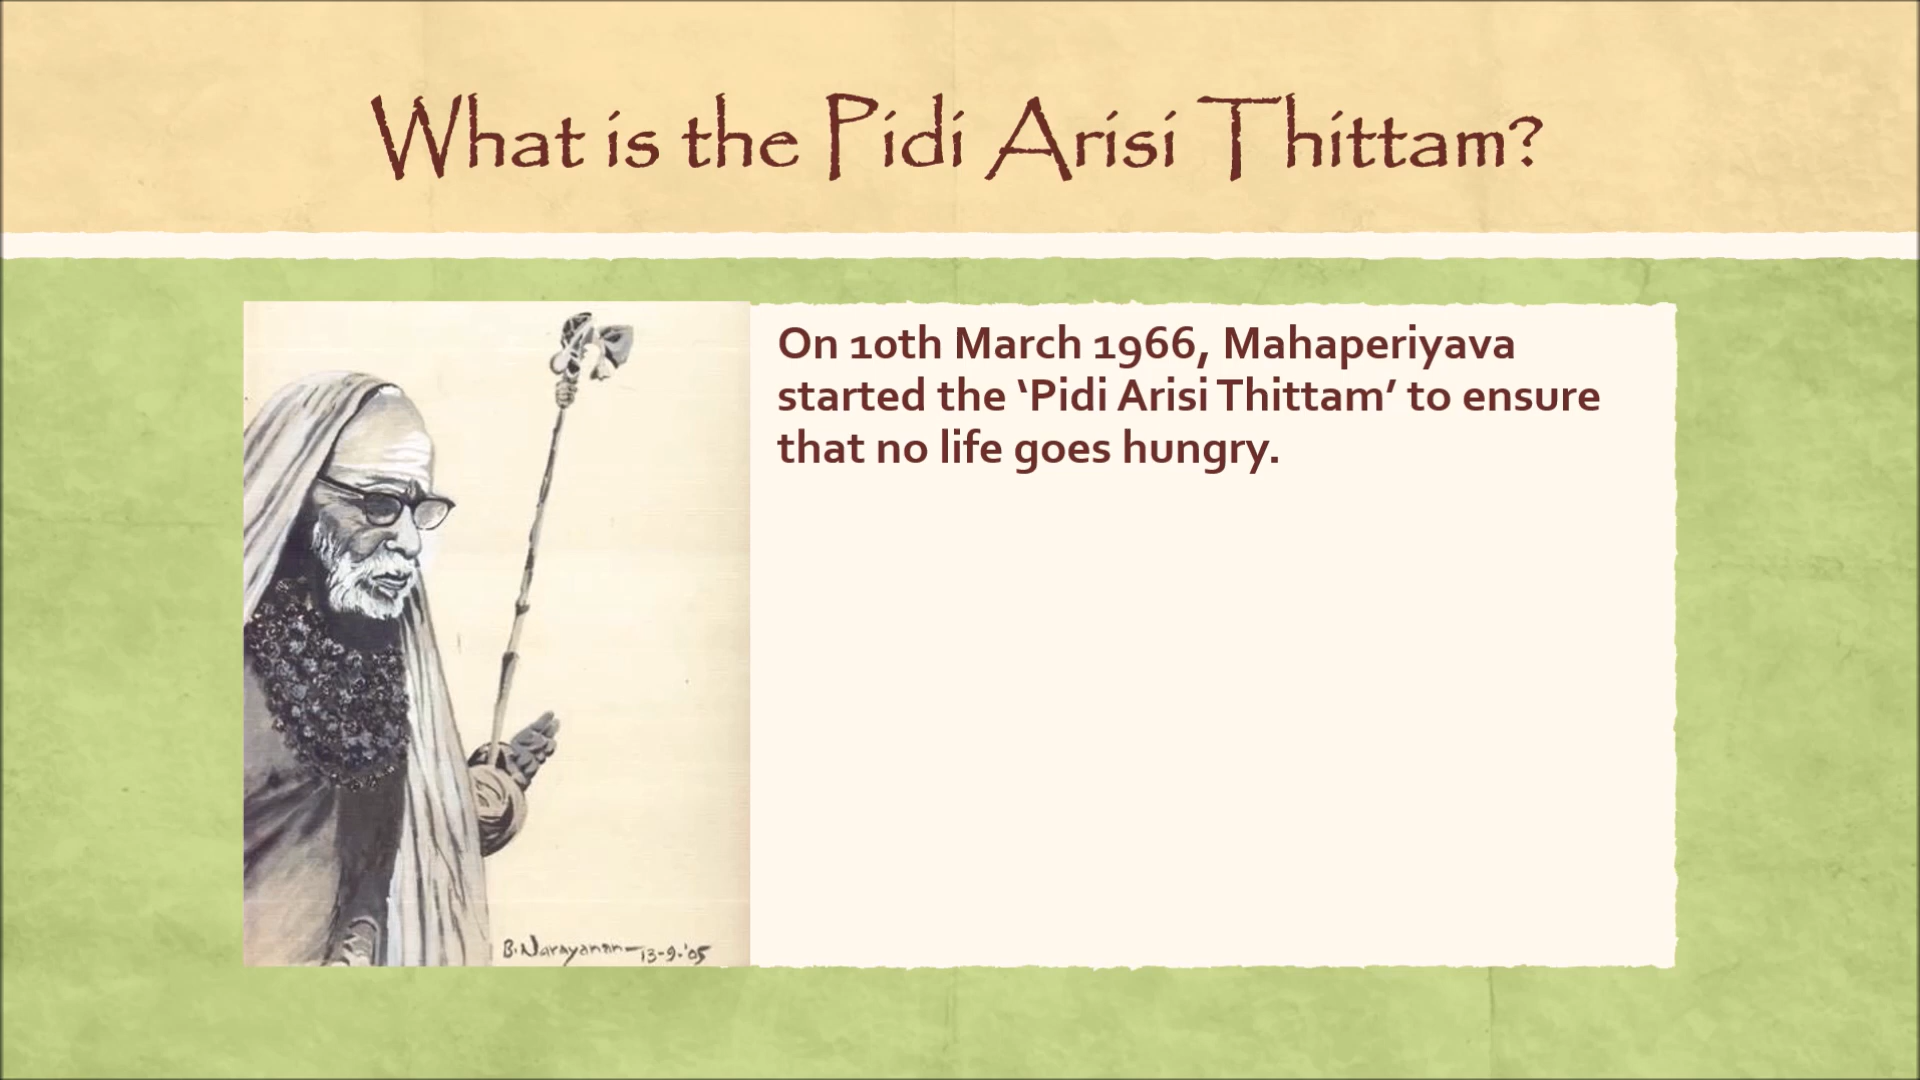 What is the Pidi Arisi Thittam?
On 10th March 1966, Mahaperiyava
started the ‘Pidi Arisi Thittam’ to ensure
that no life goes hungry.
B. Narayanan-13-9-'05